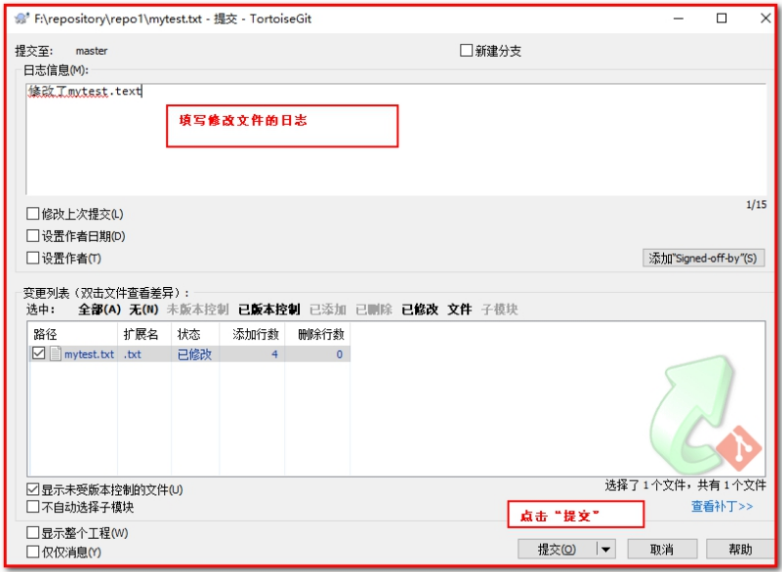 F:\repository\repo1\mytest.txt - 提交 - TortoiseGit
提交至: master 新建分支
日志信息(M):
修改了mytest.text
填写修改文件的日志
1/15
修改上次提交(L)
设置作者日期(D)
设置作者(T) 添加"Signed-off-by"(S)
变更列表（双击文件查看差异）:
选中: 全部(A) 无(N) 未版本控制 已版本控制 已添加 已删除 已修改 文件 子模块
路径 扩展名 状态 添加行数 删除行数
mytest.txt .txt 已修改 4 0
显示未受版本控制的文件(U) 选择了 1 个文件，共有 1 个文件
不自动选择子模块 点击“提交” 查看补丁>>
显示整个工程(W)
仅仅消息(Y) 提交(O) 取消 帮助